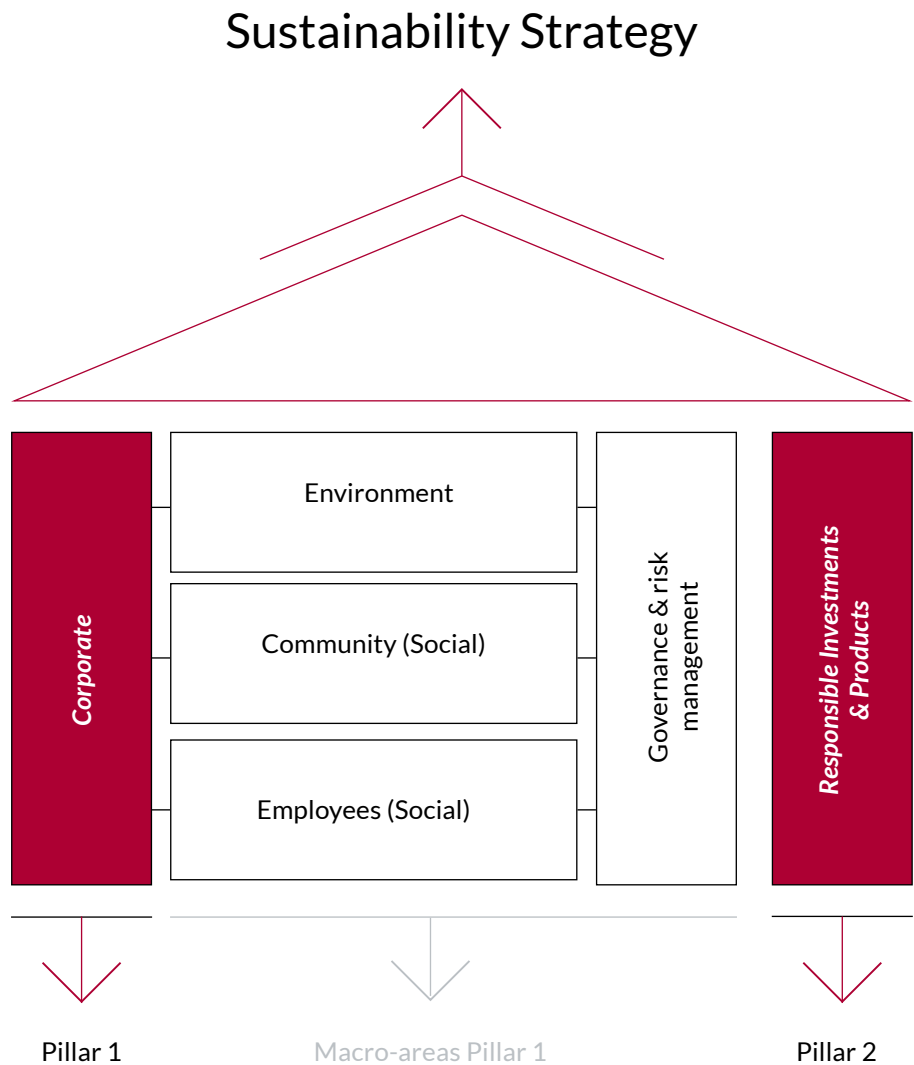 Sustainability Strategy
Corporate
Environment
Community (Social)
Employees (Social)
Governance & risk
management
Responsible Investments
& Products
Pillar 1
Macro-areas Pillar 1
Pillar 2